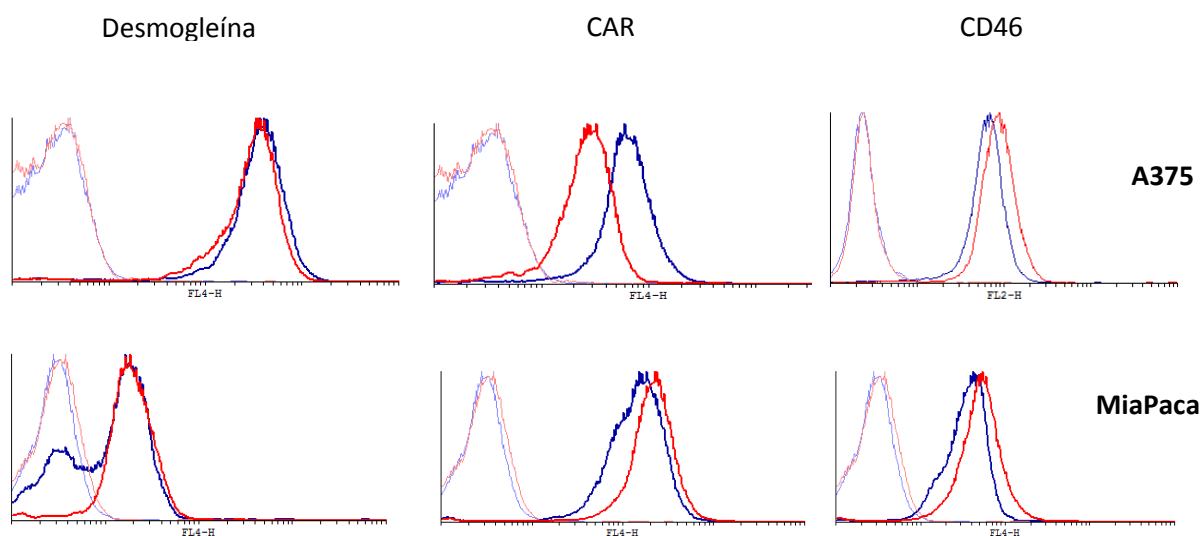 Desmogleína
CAR
CD46
A375
FL4-H
FL4-H
FL2-H
MiaPaca
FL4-H
FL4-H
FL4-H